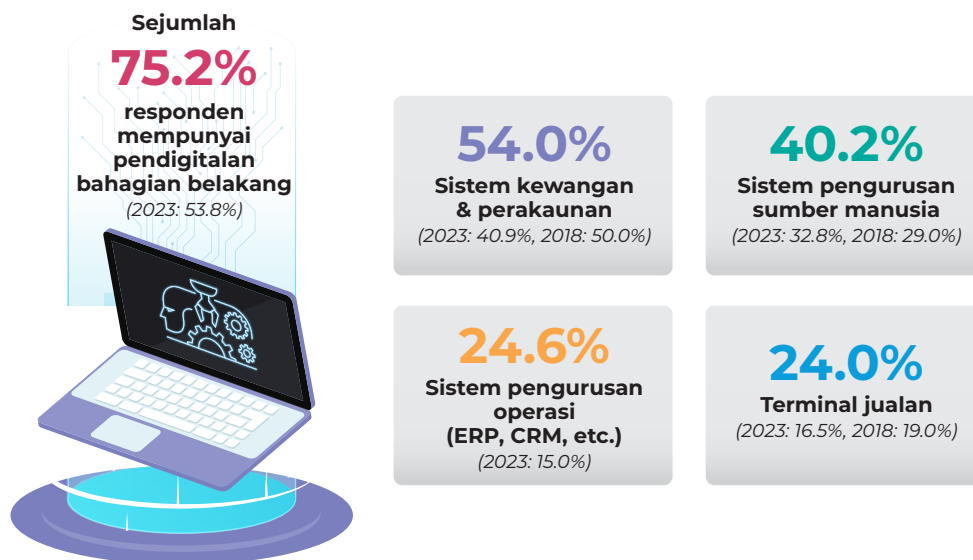 Sejumlah
75.2%
responden
mempunyai
pendigitalan
bahagian belakang
(2023: 53.8%)
54.0%
Sistem kewangan
& perakaunan
(2023: 40.9%, 2018: 50.0%)
40.2%
Sistem pengurusan
sumber manusia
(2023: 32.8%, 2018: 29.0%)
24.6%
Sistem pengurusan
operasi
(ERP, CRM, etc.)
(2023: 15.0%)
24.0%
Terminal jualan
(2023: 16.5%, 2018: 19.0%)